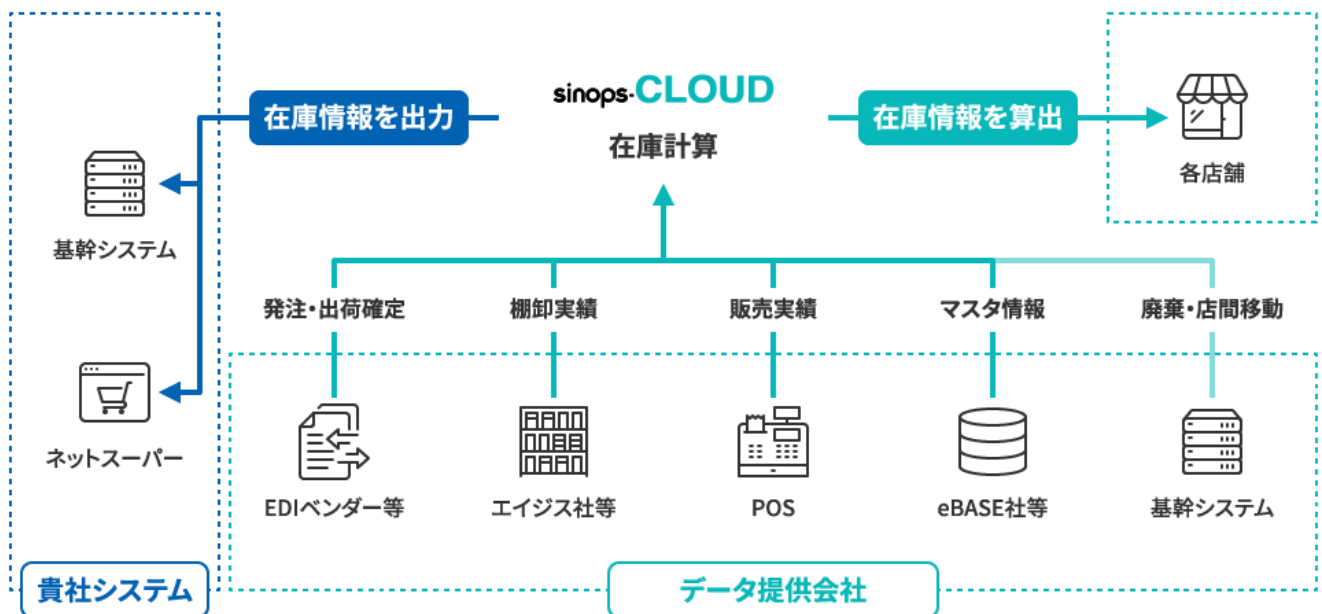 sinops-CLOUD
在庫計算
在庫情報を出力
在庫情報を算出
各店舗
基幹システム
ネットスーパー
貴社システム
発注・出荷確定
棚卸実績
販売実績
マスタ情報
廃棄・店間移動
EDIベンダー等
エイジス社等
POS
eBASE社等
基幹システム
データ提供会社